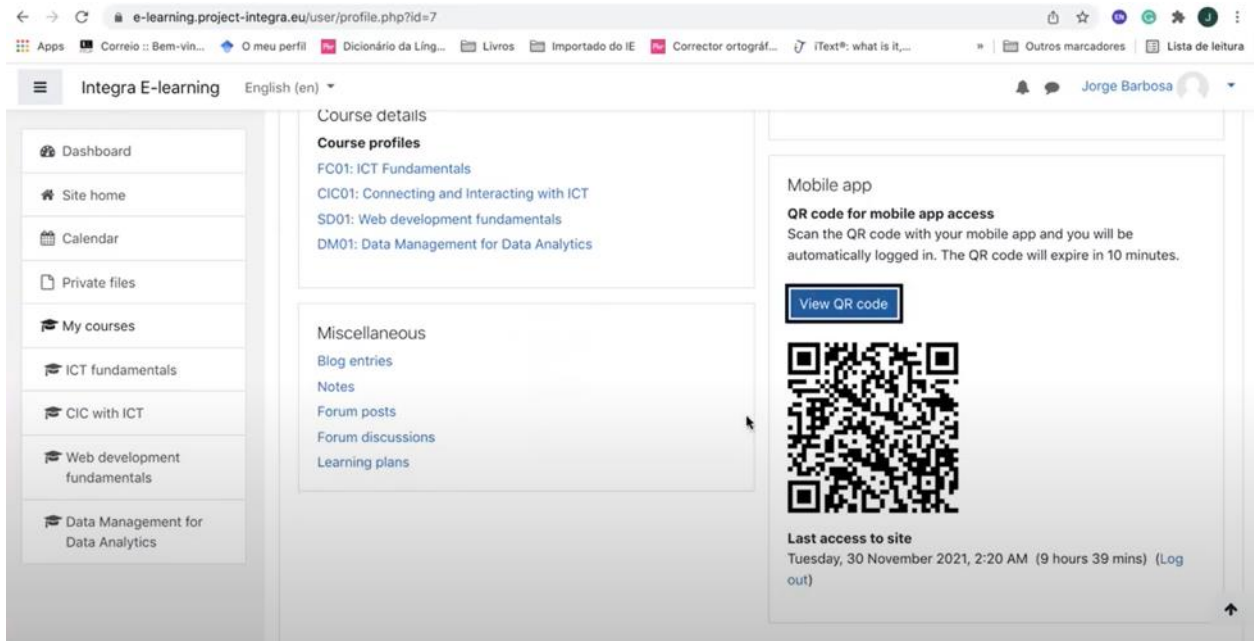 e-learning.project-integra.eu/user/profile.php?id=7
Apps
Correio :: Bem-vin...
O meu perfil
Dicionário da Líng...
Livros
Importado do IE
Corrector ortográf...
iText®: what is it,...
»
Outros marcadores
Lista de leitura
Integra E-learning
English (en)
Jorge Barbosa
Dashboard
Site home
Calendar
Private files
My courses
ICT fundamentals
CIC with ICT
Web development
fundamentals
Data Management for
Data Analytics
Course details
Course profiles
FC01: ICT Fundamentals
CIC01: Connecting and Interacting with ICT
SD01: Web development fundamentals
DM01: Data Management for Data Analytics
Miscellaneous
Blog entries
Notes
Forum posts
Forum discussions
Learning plans
Mobile app
QR code for mobile app access
Scan the QR code with your mobile app and you will be
automatically logged in. The QR code will expire in 10 minutes.
View QR code
Last access to site
Tuesday, 30 November 2021, 2:20 AM (9 hours 39 mins) (Log
out)